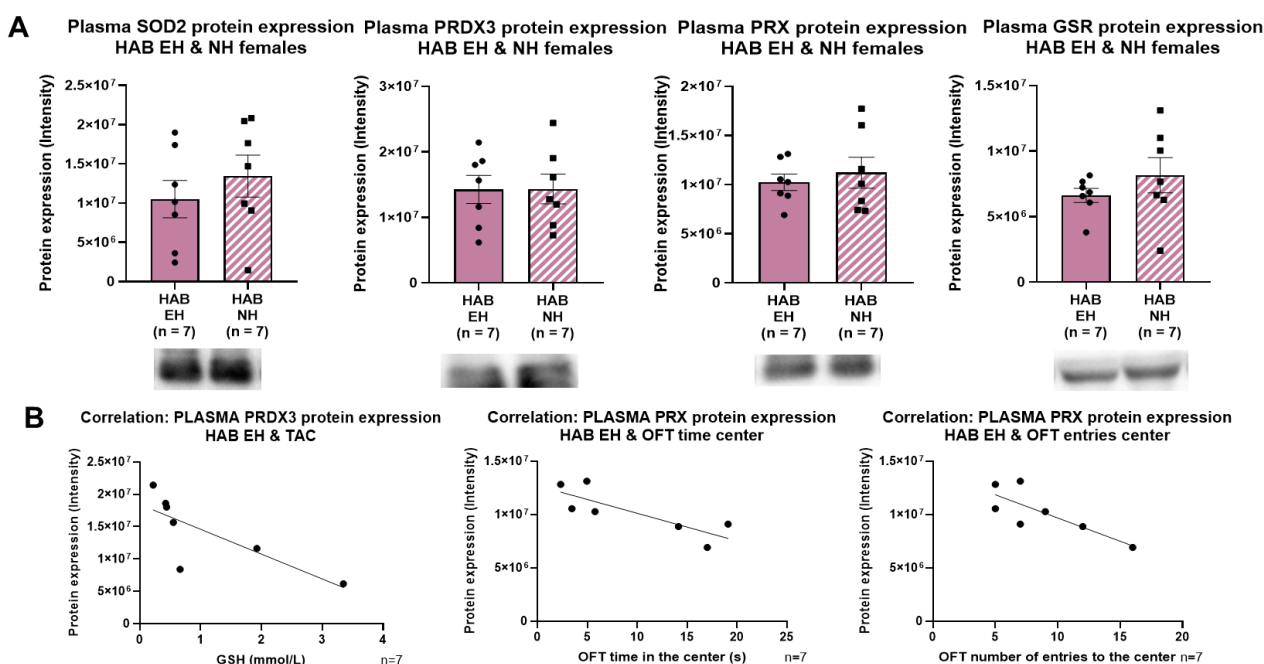 A
Plasma SOD2 protein expression
HAB EH & NH females
Protein expression (Intensity)
2.5×10⁷
2×10⁷
1.5×10⁷
1×10⁷
5×10⁶
0
HAB
EH
(n = 7)
HAB
NH
(n = 7)
Plasma PRDX3 protein expression
HAB EH & NH females
Protein expression (Intensity)
3×10⁷
2×10⁷
1×10⁷
0
HAB
EH
(n = 7)
HAB
NH
(n = 7)
Plasma PRX protein expression
HAB EH & NH females
Protein expression (Intensity)
2×10⁷
1.5×10⁷
1×10⁷
5×10⁶
0
HAB
EH
(n = 7)
HAB
NH
(n = 7)
Plasma GSR protein expression
HAB EH & NH females
Protein expression (Intensity)
1.5×10⁷
1×10⁷
5×10⁶
0
HAB
EH
(n = 7)
HAB
NH
(n = 7)
B
Correlation: PLASMA PRDX3 protein expression
HAB EH & TAC
Protein expression (Intensity)
2.5×10⁷
2×10⁷
1.5×10⁷
1×10⁷
5×10⁶
0
0 1 2 3 4
GSH (mmol/L) n=7
Correlation: PLASMA PRX protein expression
HAB EH & OFT time center
Protein expression (Intensity)
1.5×10⁷
1×10⁷
5×10⁶
0
0 5 10 15 20 25
OFT time in the center (s) n=7
Correlation: PLASMA PRX protein expression
HAB EH & OFT entries center
Protein expression (Intensity)
1.5×10⁷
1×10⁷
5×10⁶
0
0 5 10 15 20
OFT number of entries to the center n=7